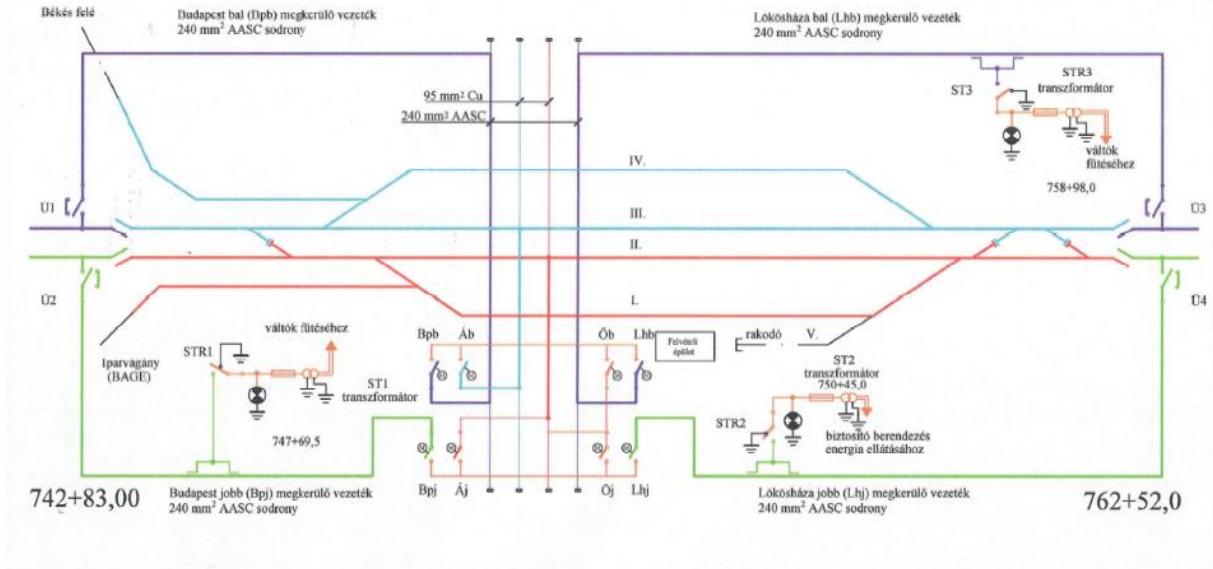 Békés felé
Budapest bal (Bpb) megkerülő vezeték
240 mm² AASC sodrony
Lökösháza bal (Lhb) megkerülő vezeték
240 mm² AASC sodrony
95 mm² Cu
240 mm² AASC
ST3
STR3
transzformátor
váltók
fűtéséhez
758+98,0
IV.
III.
II.
I.
Ü1
Ü2
Ü3
Ü4
Iparvágány
(BAGE)
váltók fűtéséhez
STR1
ST1
transzformátor
747+69,5
Bpb
Áb
Öb
Lhb
Felvételi
épület
rakodó
V.
ST2
transzformátor
750+45,0
STR2
biztosító berendezés
energia ellátásához
Bpj
Áj
Öj
Lhj
742+83,00
762+52,0
Budapest jobb (Bpj) megkerülő vezeték
240 mm² AASC sodrony
Lökösháza jobb (Lhj) megkerülő vezeték
240 mm² AASC sodrony